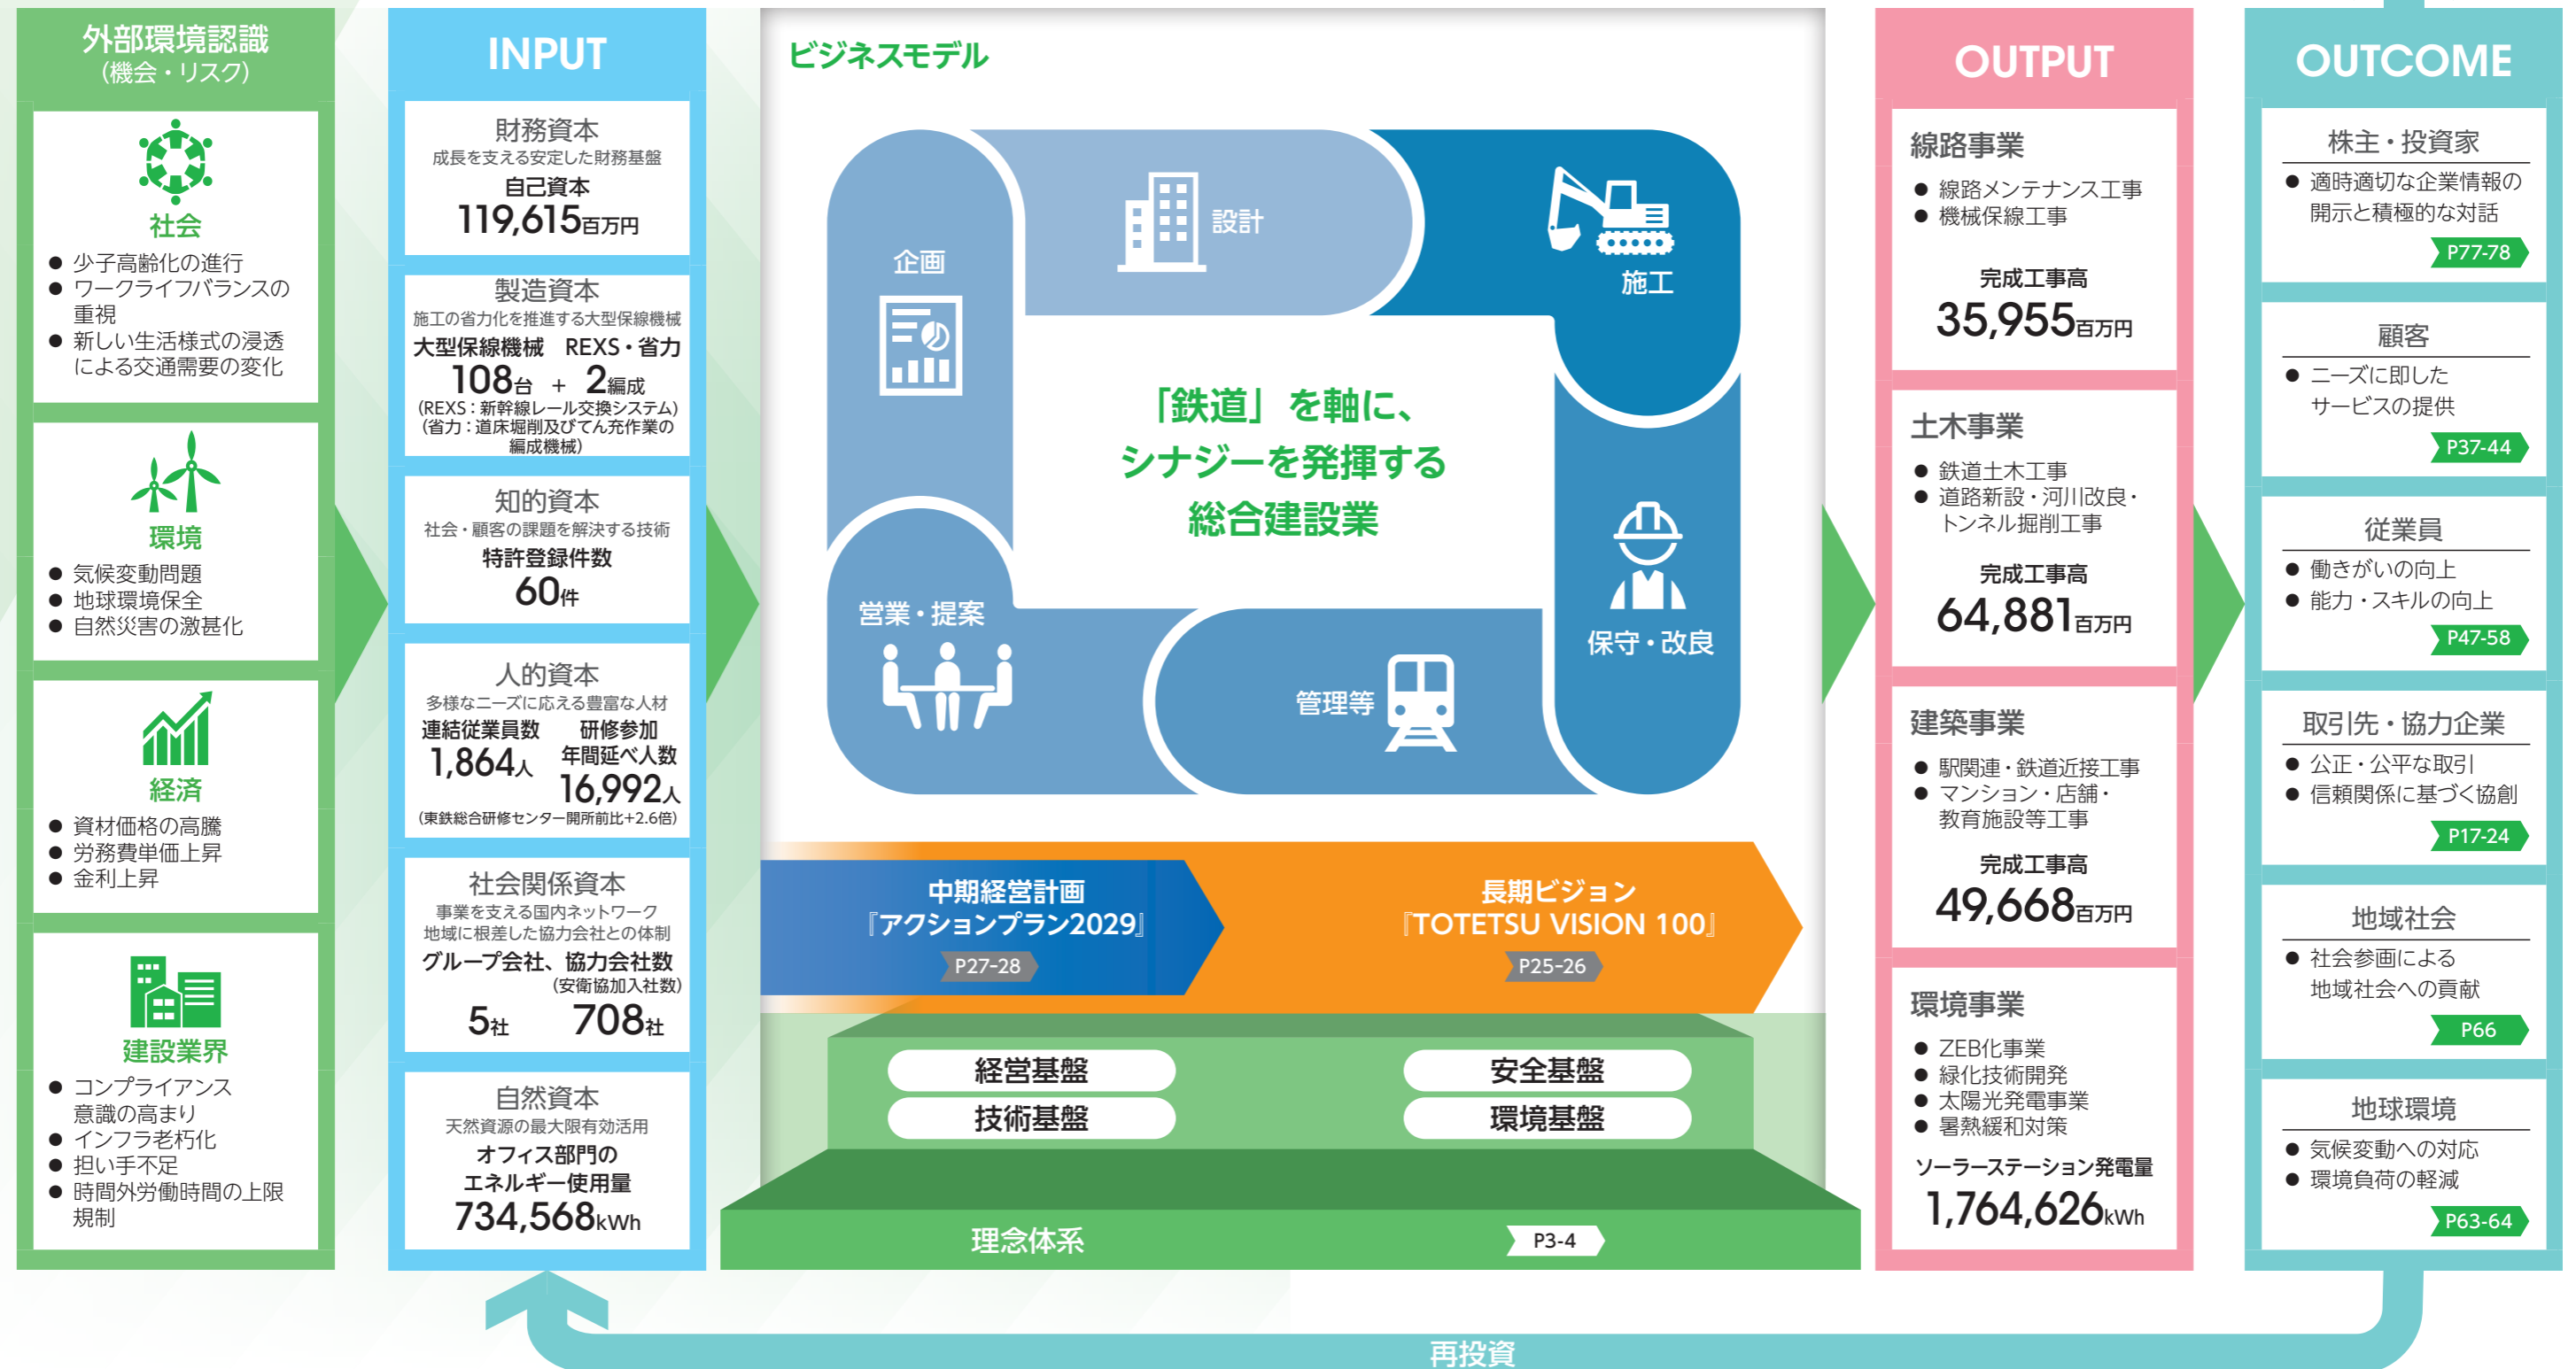 外部環境認識
(機会・リスク)
社会
● 少子高齢化の進行
● ワークライフバランスの
重視
● 新しい生活様式の浸透
による交通需要の変化
環境
● 気候変動問題
● 地球環境保全
● 自然災害の激甚化
経済
● 資材価格の高騰
● 労務費単価上昇
● 金利上昇
建設業界
● コンプライアンス
意識の高まり
● インフラ老朽化
● 担い手不足
● 時間外労働時間の上限
規制
INPUT
財務資本
成長を支える安定した財務基盤
自己資本
119,615百万円
製造資本
施工の省力化を推進する大型保線機械
大型保線機械 REXS・省力
108台 + 2編成
(REXS：新幹線レール交換システム)
(省力：道床堀削及びてん充作業の
編成機械)
知的資本
社会・顧客の課題を解決する技術
特許登録件数
60件
人的資本
多様なニーズに応える豊富な人材
連結従業員数
1,864人
研修参加
年間延べ人数
16,992人
(東鉄総合研修センター開所前比+2.6倍)
社会関係資本
事業を支える国内ネットワーク
地域に根差した協力会社との体制
グループ会社、協力会社数
(安衛協加入社数)
5社 708社
自然資本
天然資源の最大限有効活用
オフィス部門の
エネルギー使用量
734,568kWh
ビジネスモデル
企画
設計
施工
保守・改良
管理等
営業・提案
「鉄道」を軸に、
シナジーを発揮する
総合建設業
中期経営計画
『アクションプラン2029』
P27-28
長期ビジョン
『TOTETSU VISION 100』
P25-26
経営基盤 安全基盤
技術基盤 環境基盤
理念体系 P3-4
OUTPUT
線路事業
● 線路メンテナンス工事
● 機械保線工事
完成工事高
35,955百万円
土木事業
● 鉄道土木工事
● 道路新設・河川改良・
トンネル掘削工事
完成工事高
64,881百万円
建築事業
● 駅関連・鉄道近接工事
● マンション・店舗・
教育施設等工事
完成工事高
49,668百万円
環境事業
● ZEB化事業
● 緑化技術開発
● 太陽光発電事業
● 暑熱緩和対策
ソーラーステーション発電量
1,764,626kWh
OUTCOME
株主・投資家
● 適時適切な企業情報の
開示と積極的な対話
P77-78
顧客
● ニーズに即した
サービスの提供
P37-44
従業員
● 働きがいの向上
● 能力・スキルの向上
P47-58
取引先・協力企業
● 公正・公平な取引
● 信頼関係に基づく協創
P17-24
地域社会
● 社会参画による
地域社会への貢献
P66
地球環境
● 気候変動への対応
● 環境負荷の軽減
P63-64
再投資